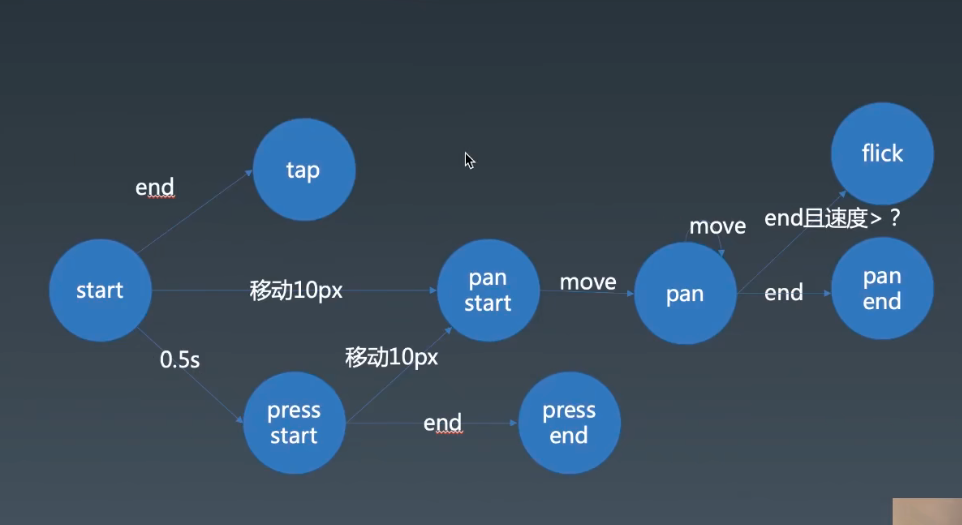 flick
tap
end
end且速度> ?
move
start
移动10px
pan
start
move
pan
end
pan
end
0.5s
移动10px
press
start
end
press
end